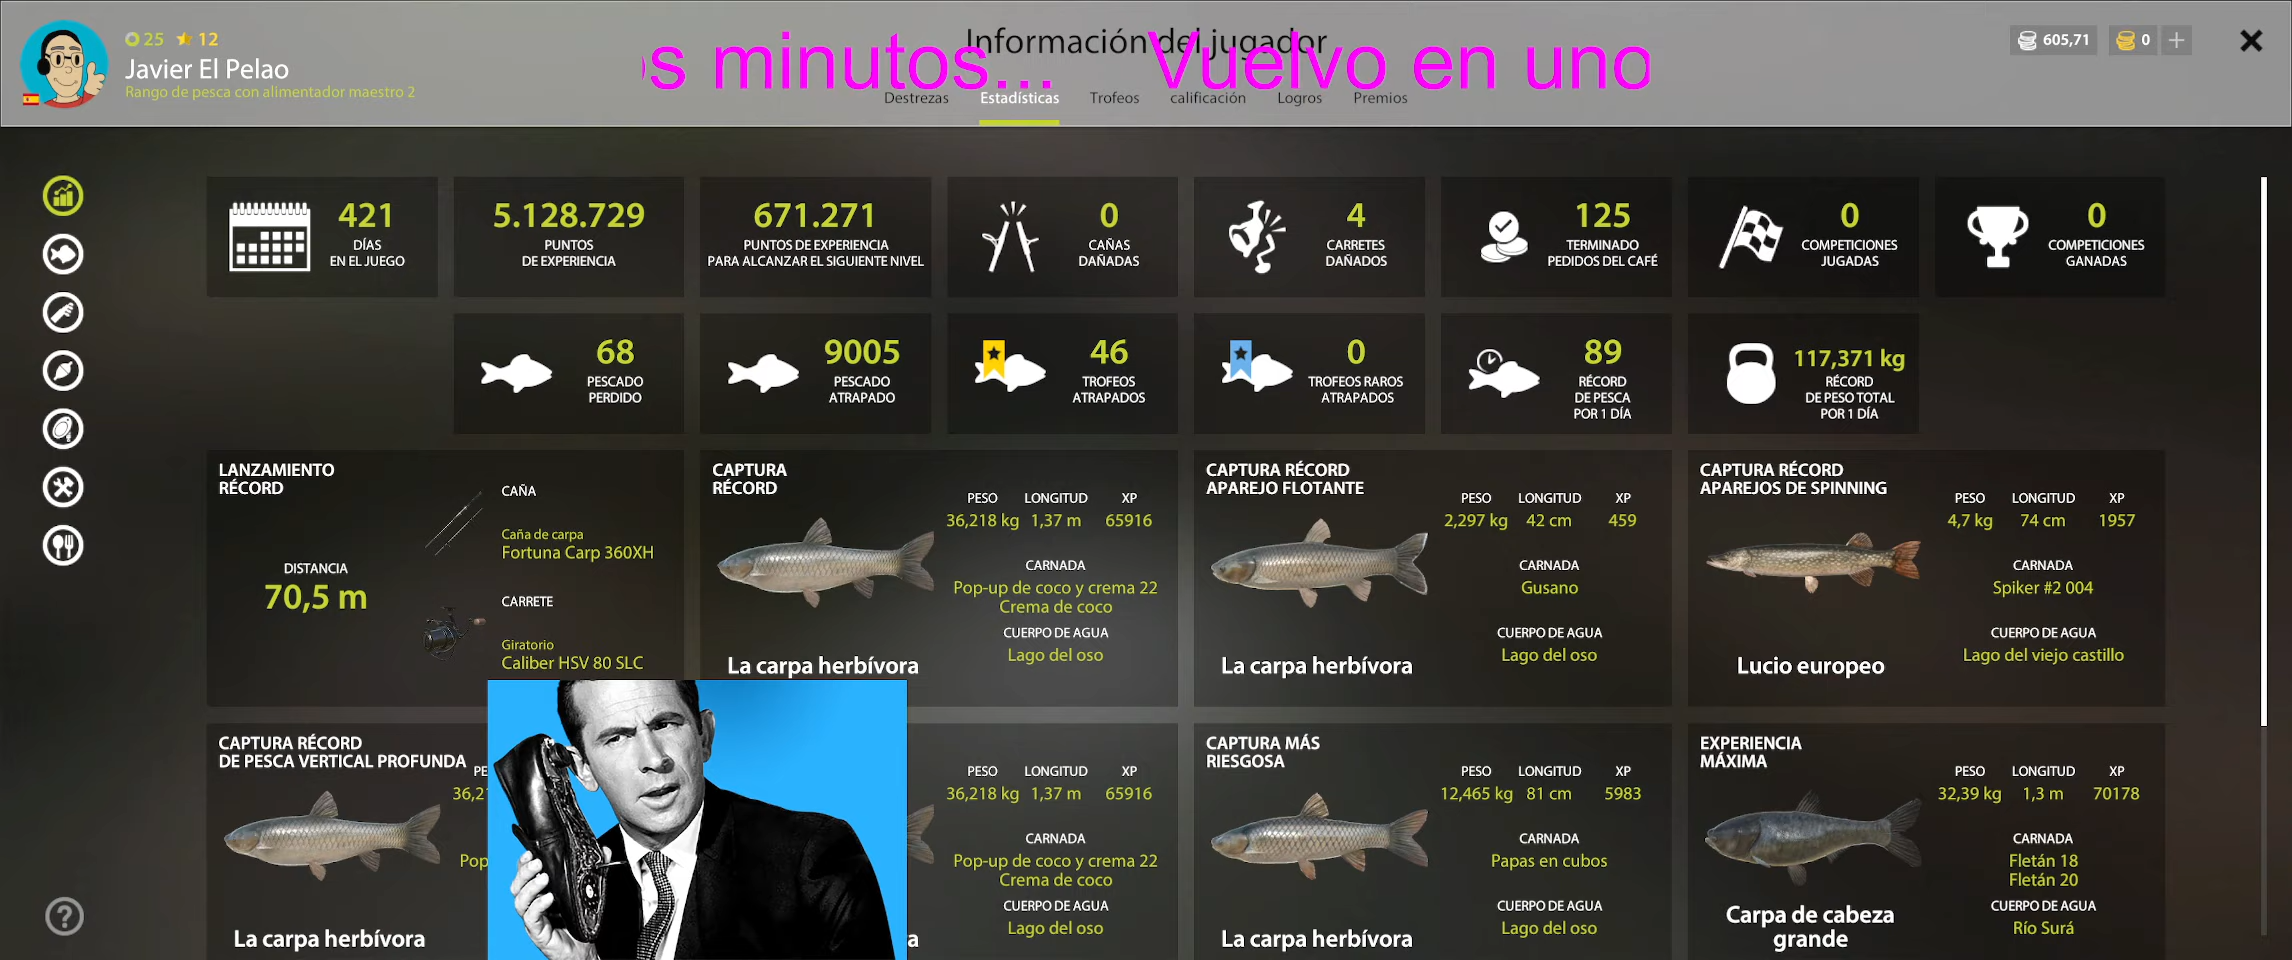 25 12
Javier El Pelao
Rango de pesca con alimentador maestro 2
Información del jugador
minutos... Vuelvo en
605,71 0
Destrezas Estadísticas Trofeos calificación Logros Premios
421
DÍAS
EN EL JUEGO
5.128.729
PUNTOS
DE EXPERIENCIA
671.271
PUNTOS DE EXPERIENCIA
PARA ALCANZAR EL SIGUIENTE NIVEL
0
CAÑAS
DAÑADAS
4
CARRETES
DAÑADOS
125
TERMINADO
PEDIDOS DEL CAFÉ
0
COMPETICIONES
JUGADAS
0
COMPETICIONES
GANADAS
68
PESCADO
PERDIDO
9005
PESCADO
ATRAPADO
46
TROFEOS
ATRAPADOS
0
TROFEOS RAROS
ATRAPADOS
89
RÉCORD
DE PESCA
POR 1 DÍA
117,371 kg
RÉCORD
DE PESO TOTAL
POR 1 DÍA
LANZAMIENTO
RÉCORD
DISTANCIA
70,5 m
CAÑA
Caña de carpa
Fortuna Carp 360XH
CARRETE
Giratorio
Caliber HSV 80 SLC
CAPTURA
RÉCORD
PESO LONGITUD XP
36,218 kg 1,37 m 65916
CARNADA
Pop-up de coco y crema 22
Crema de coco
CUERPO DE AGUA
Lago del oso
La carpa herbívora
CAPTURA RÉCORD
APAREJO FLOTANTE
PESO LONGITUD XP
2,297 kg 42 cm 459
CARNADA
Gusano
CUERPO DE AGUA
Lago del oso
La carpa herbívora
CAPTURA RÉCORD
APAREJOS DE SPINNING
PESO LONGITUD XP
4,7 kg 74 cm 1957
CARNADA
Spiker #2 004
CUERPO DE AGUA
Lago del viejo castillo
Lucio europeo
CAPTURA RÉCORD
DE PESCA VERTICAL PROFUNDA
La carpa herbívora
PESO LONGITUD XP
36,218 kg 1,37 m 65916
CARNADA
Pop-up de coco y crema 22
Crema de coco
CUERPO DE AGUA
Lago del oso
CAPTURA MÁS
RIESGOSA
PESO LONGITUD XP
12,465 kg 81 cm 5983
CARNADA
Papas en cubos
CUERPO DE AGUA
Lago del oso
La carpa herbívora
EXPERIENCIA
MÁXIMA
PESO LONGITUD XP
32,39 kg 1,3 m 70178
CARNADA
Fletán 18
Fletán 20
CUERPO DE AGUA
Río Surá
Carpa de cabeza
grande